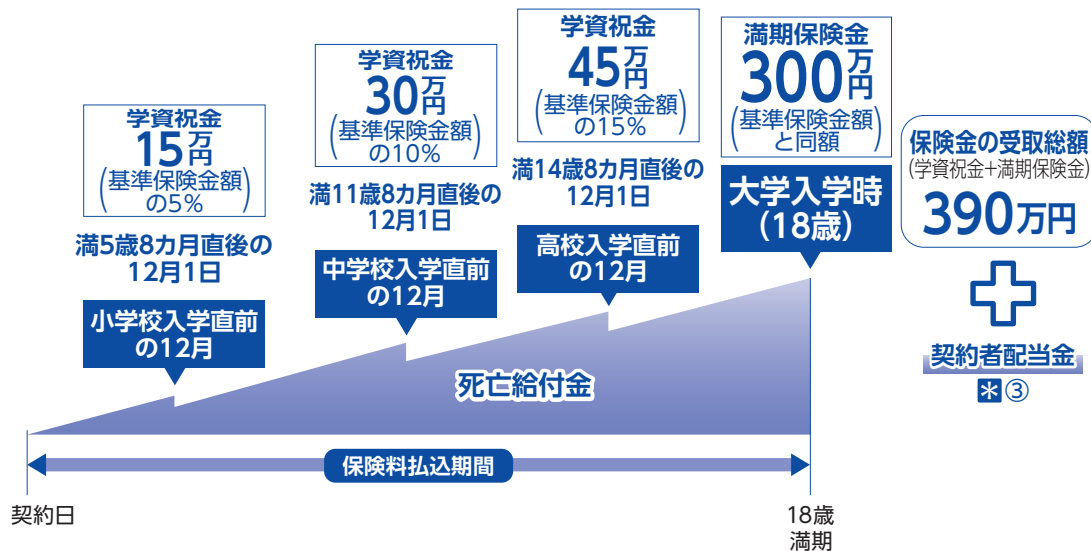 学資祝金
15万円
(基準保険金額
の5%)
満5歳8カ月直後の
12月1日
小学校入学直前
の12月
学資祝金
30万円
(基準保険金額
の10%)
満11歳8カ月直後の
12月1日
中学校入学直前
の12月
学資祝金
45万円
(基準保険金額
の15%)
満14歳8カ月直後の
12月1日
高校入学直前
の12月
満期保険金
300万円
(基準保険金額
と同額)
大学入学時
(18歳)
保険金の受取総額
(学資祝金+満期保険金)
390万円
契約者配当金
*③
死亡給付金
保険料払込期間
契約日
18歳
満期